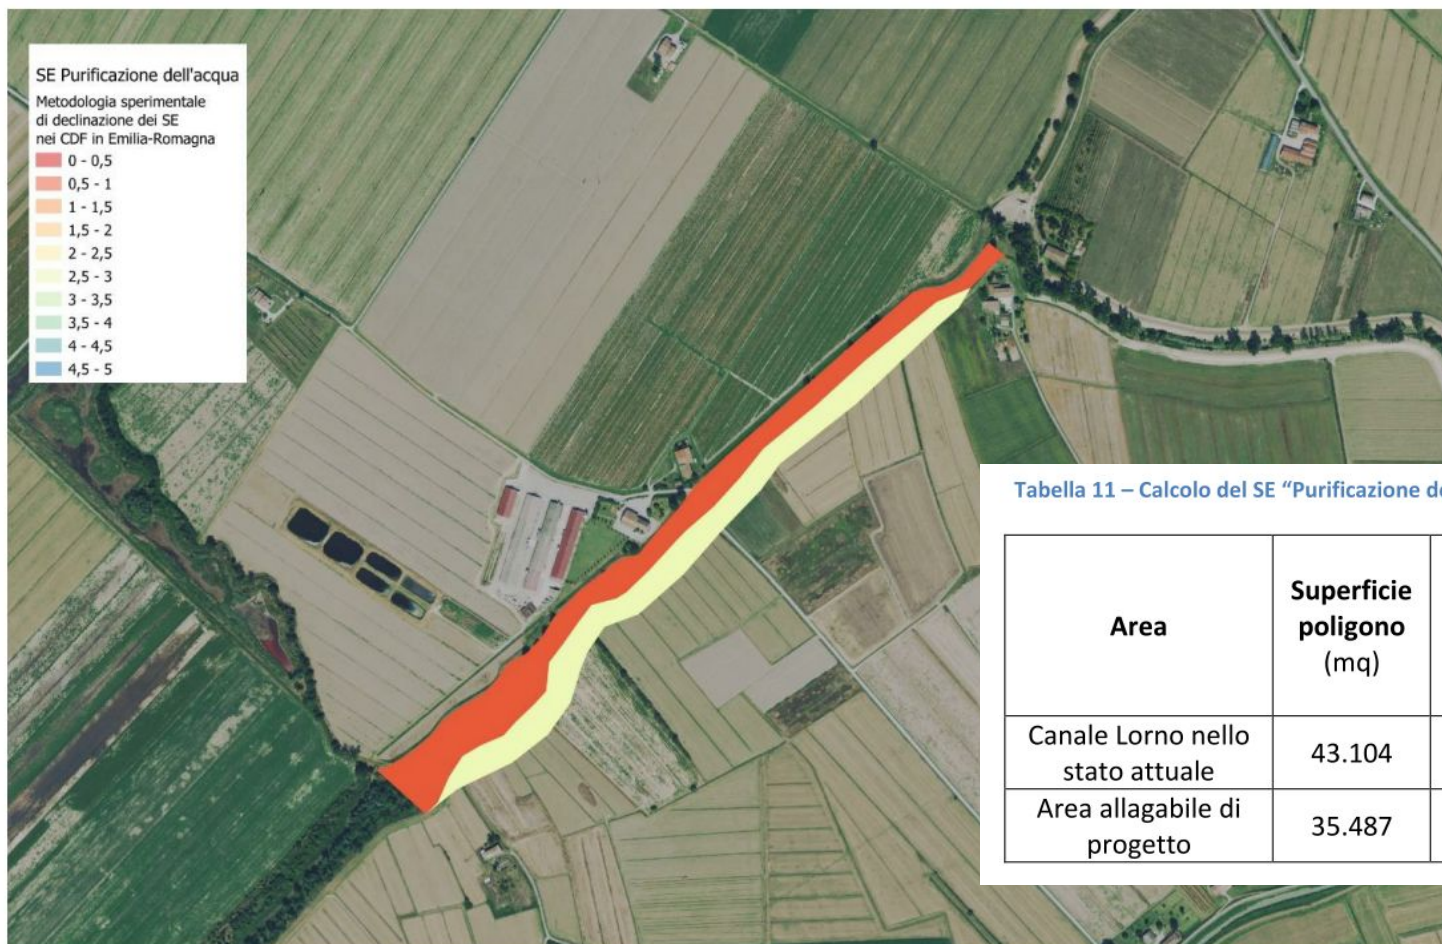 SE Purificazione dell'acqua
Metodologia sperimentale
di declinazione dei SE
nei CDF in Emilia-Romagna
0 - 0,5
0,5 - 1
1 - 1,5
1,5 - 2
2 - 2,5
2,5 - 3
3 - 3,5
3,5 - 4
4 - 4,5
4,5 - 5
Tabella 11 – Calcolo del SE “Purificazione
Area
Superficie
poligono
(mq)
Canale Lorno nello
stato attuale
43.104
Area allagabile di
progetto
35.487